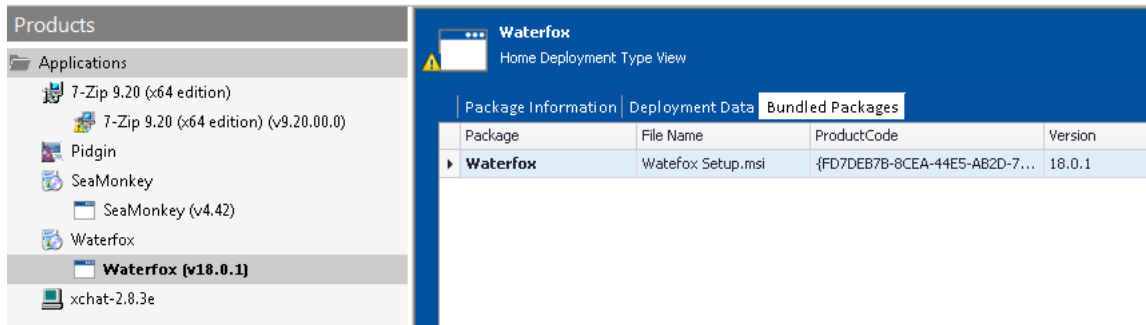 Products
Applications
7-Zip 9.20 (x64 edition)
7-Zip 9.20 (x64 edition) (v9.20.00.0)
Pidgin
SeaMonkey
SeaMonkey (v4.42)
Waterfox
Waterfox (v18.0.1)
xchat-2.8.3e
Waterfox
Home Deployment Type View
Package Information Deployment Data Bundled Packages
Package File Name ProductCode Version
Waterfox Watefox Setup.msi {FD7DEB7B-8CEA-44E5-AB2D-7... 18.0.1